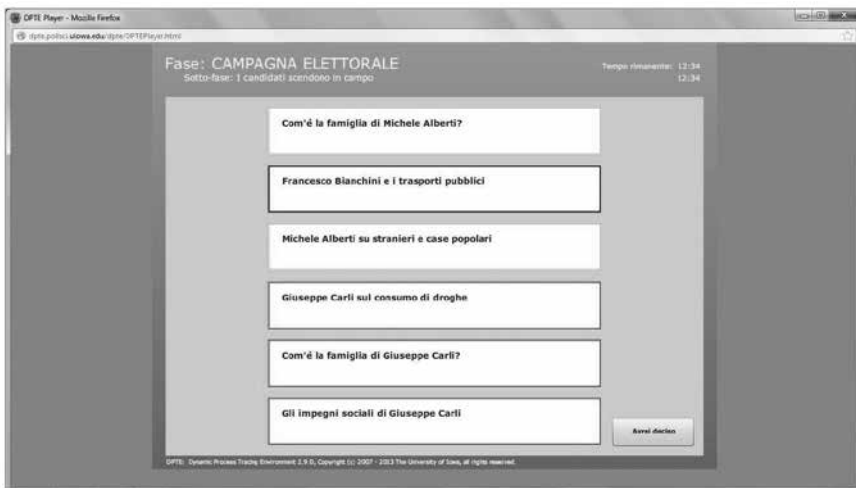 DPTE Player - Mozilla Firefox
dpte.polisci.uiowa.edu/dpte/DPTEPlayer.html
Fase: CAMPAGNA ELETTORALE
Tempo rimanente: 12:34
Sotto-fase: I candidati scendono in campo
12:34
Com'é la famiglia di Michele Alberti?
Francesco Bianchini e i trasporti pubblici
Michele Alberti su stranieri e case popolari
Giuseppe Carli sul consumo di droghe
Com'é la famiglia di Giuseppe Carli?
Gli impegni sociali di Giuseppe Carli
deciso
DPTE: Dynamic Process Tracing Environment 2.9.0, Copyright (c) 2007 - 2013 The University of Iowa, all rights reserved.